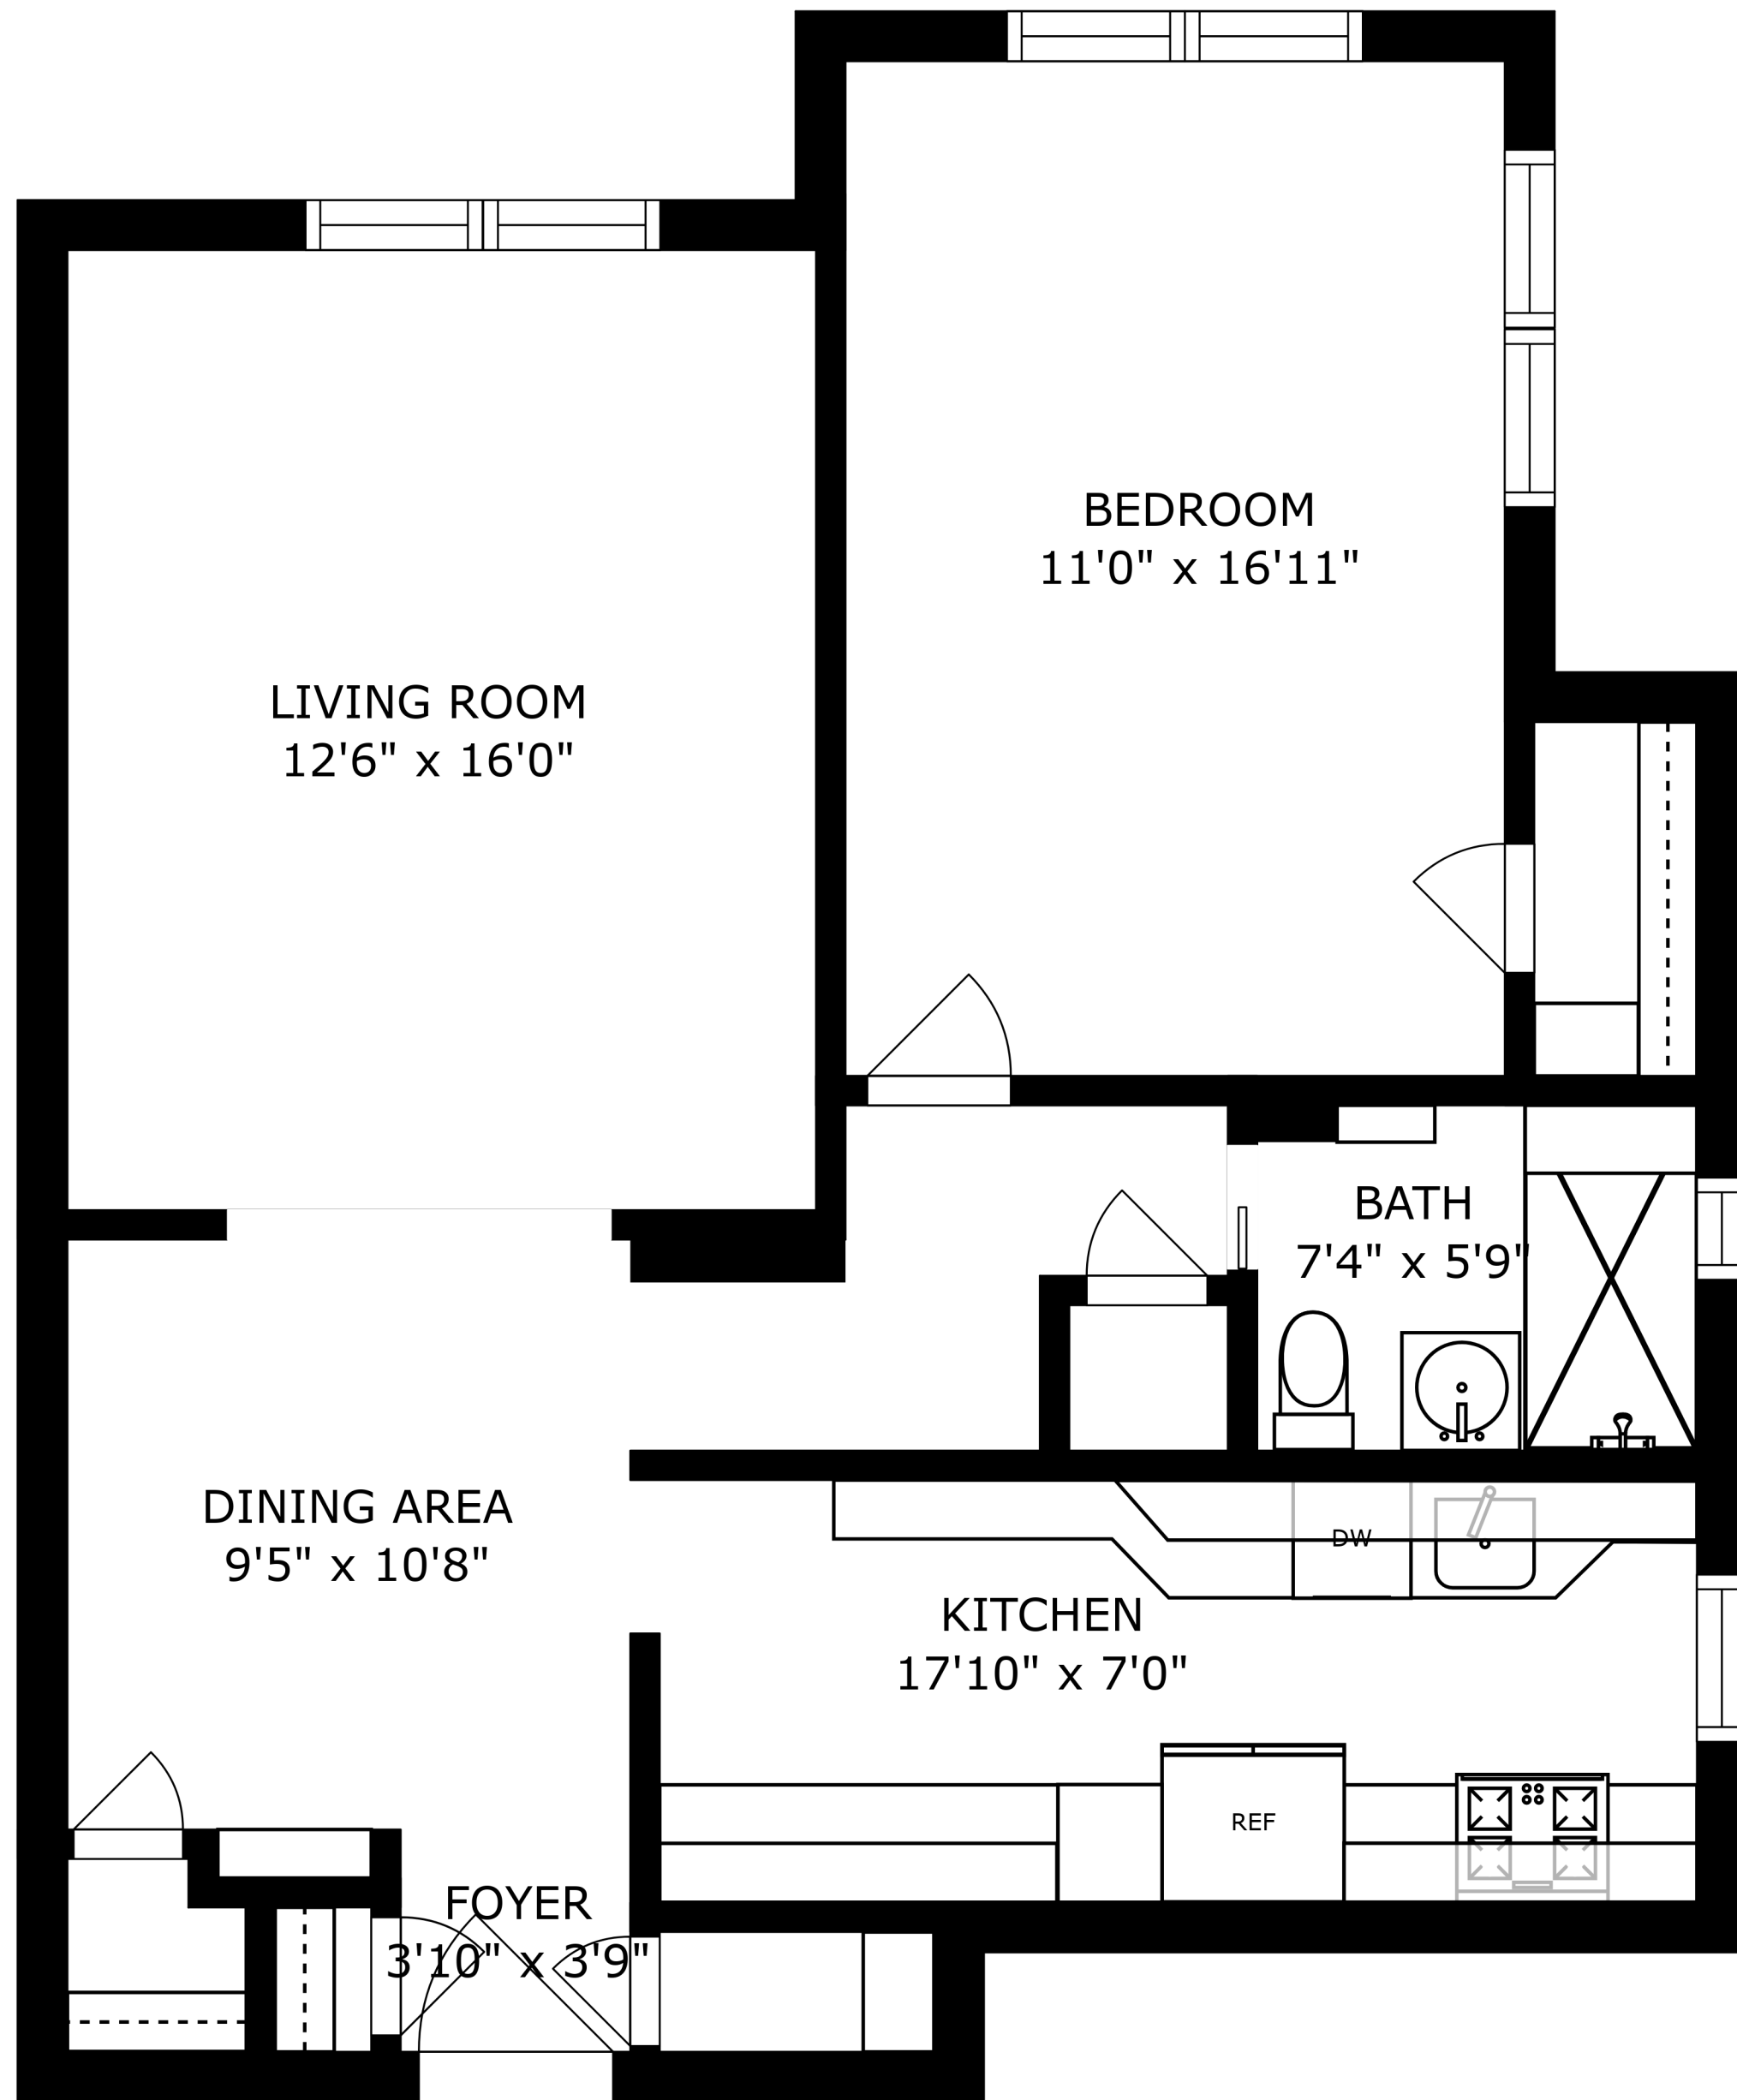 BEDROOM
11'0" x 16'11"
LIVING ROOM
12'6" x 16'0"
BATH
7'4" x 5'9"
DINING AREA
9'5" x 10'8"
DW
KITCHEN
17'10" x 7'0"
REF
FOYER
3'10" x 3'9"